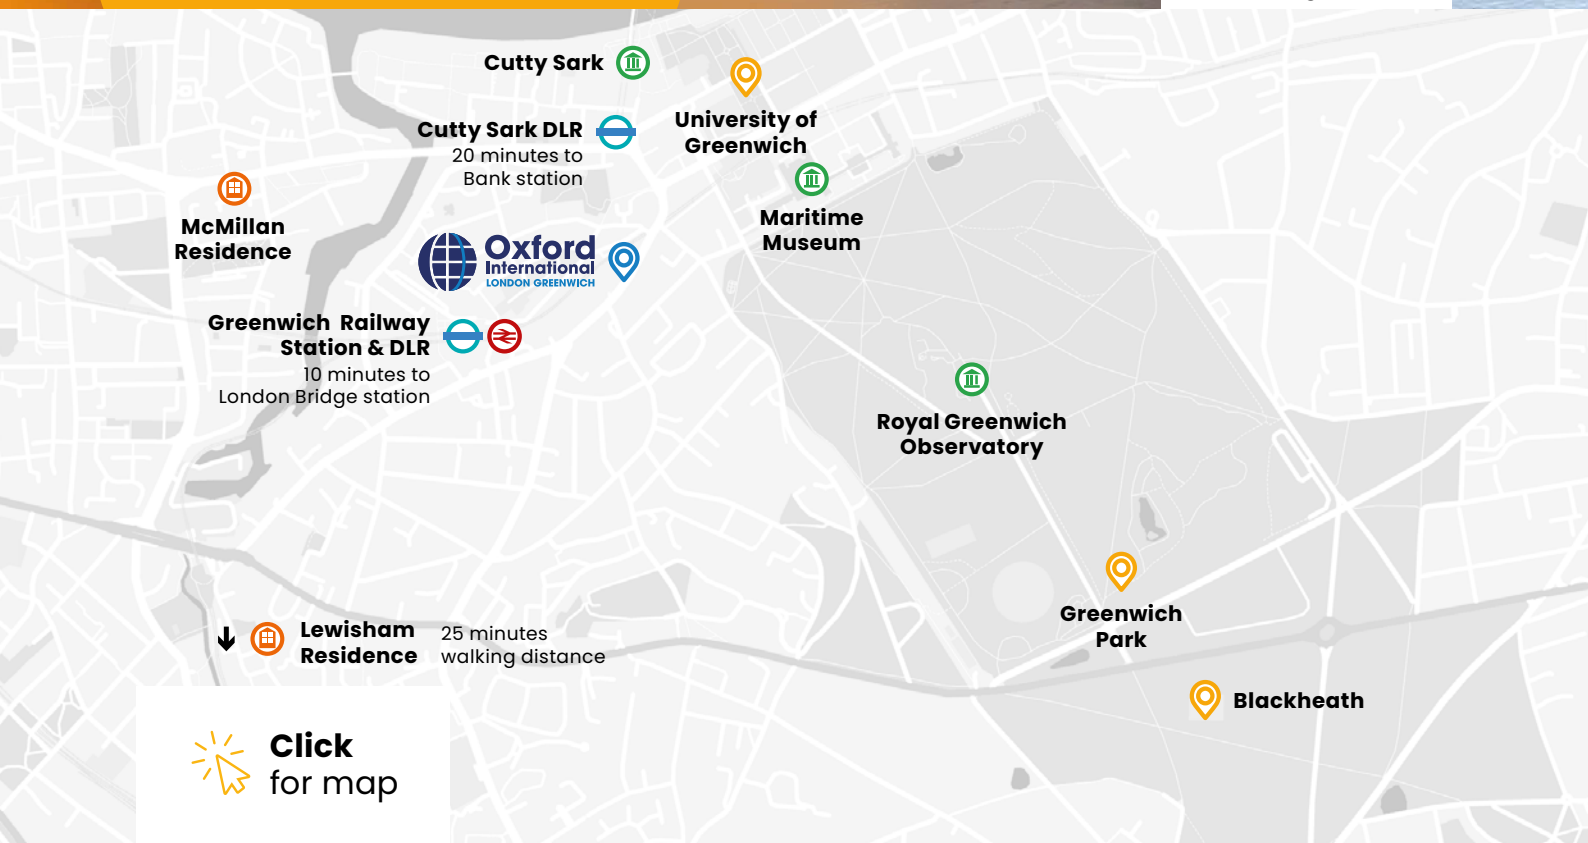 Cutty Sark
Cutty Sark DLR
20 minutes to
Bank station
University of
Greenwich
Maritime
Museum
McMillan
Residence
Oxford
International
LONDON GREENWICH
Greenwich Railway
Station & DLR
10 minutes to
London Bridge station
Royal Greenwich
Observatory
Greenwich
Park
Lewisham
Residence
25 minutes
walking distance
Blackheath
Click
for map